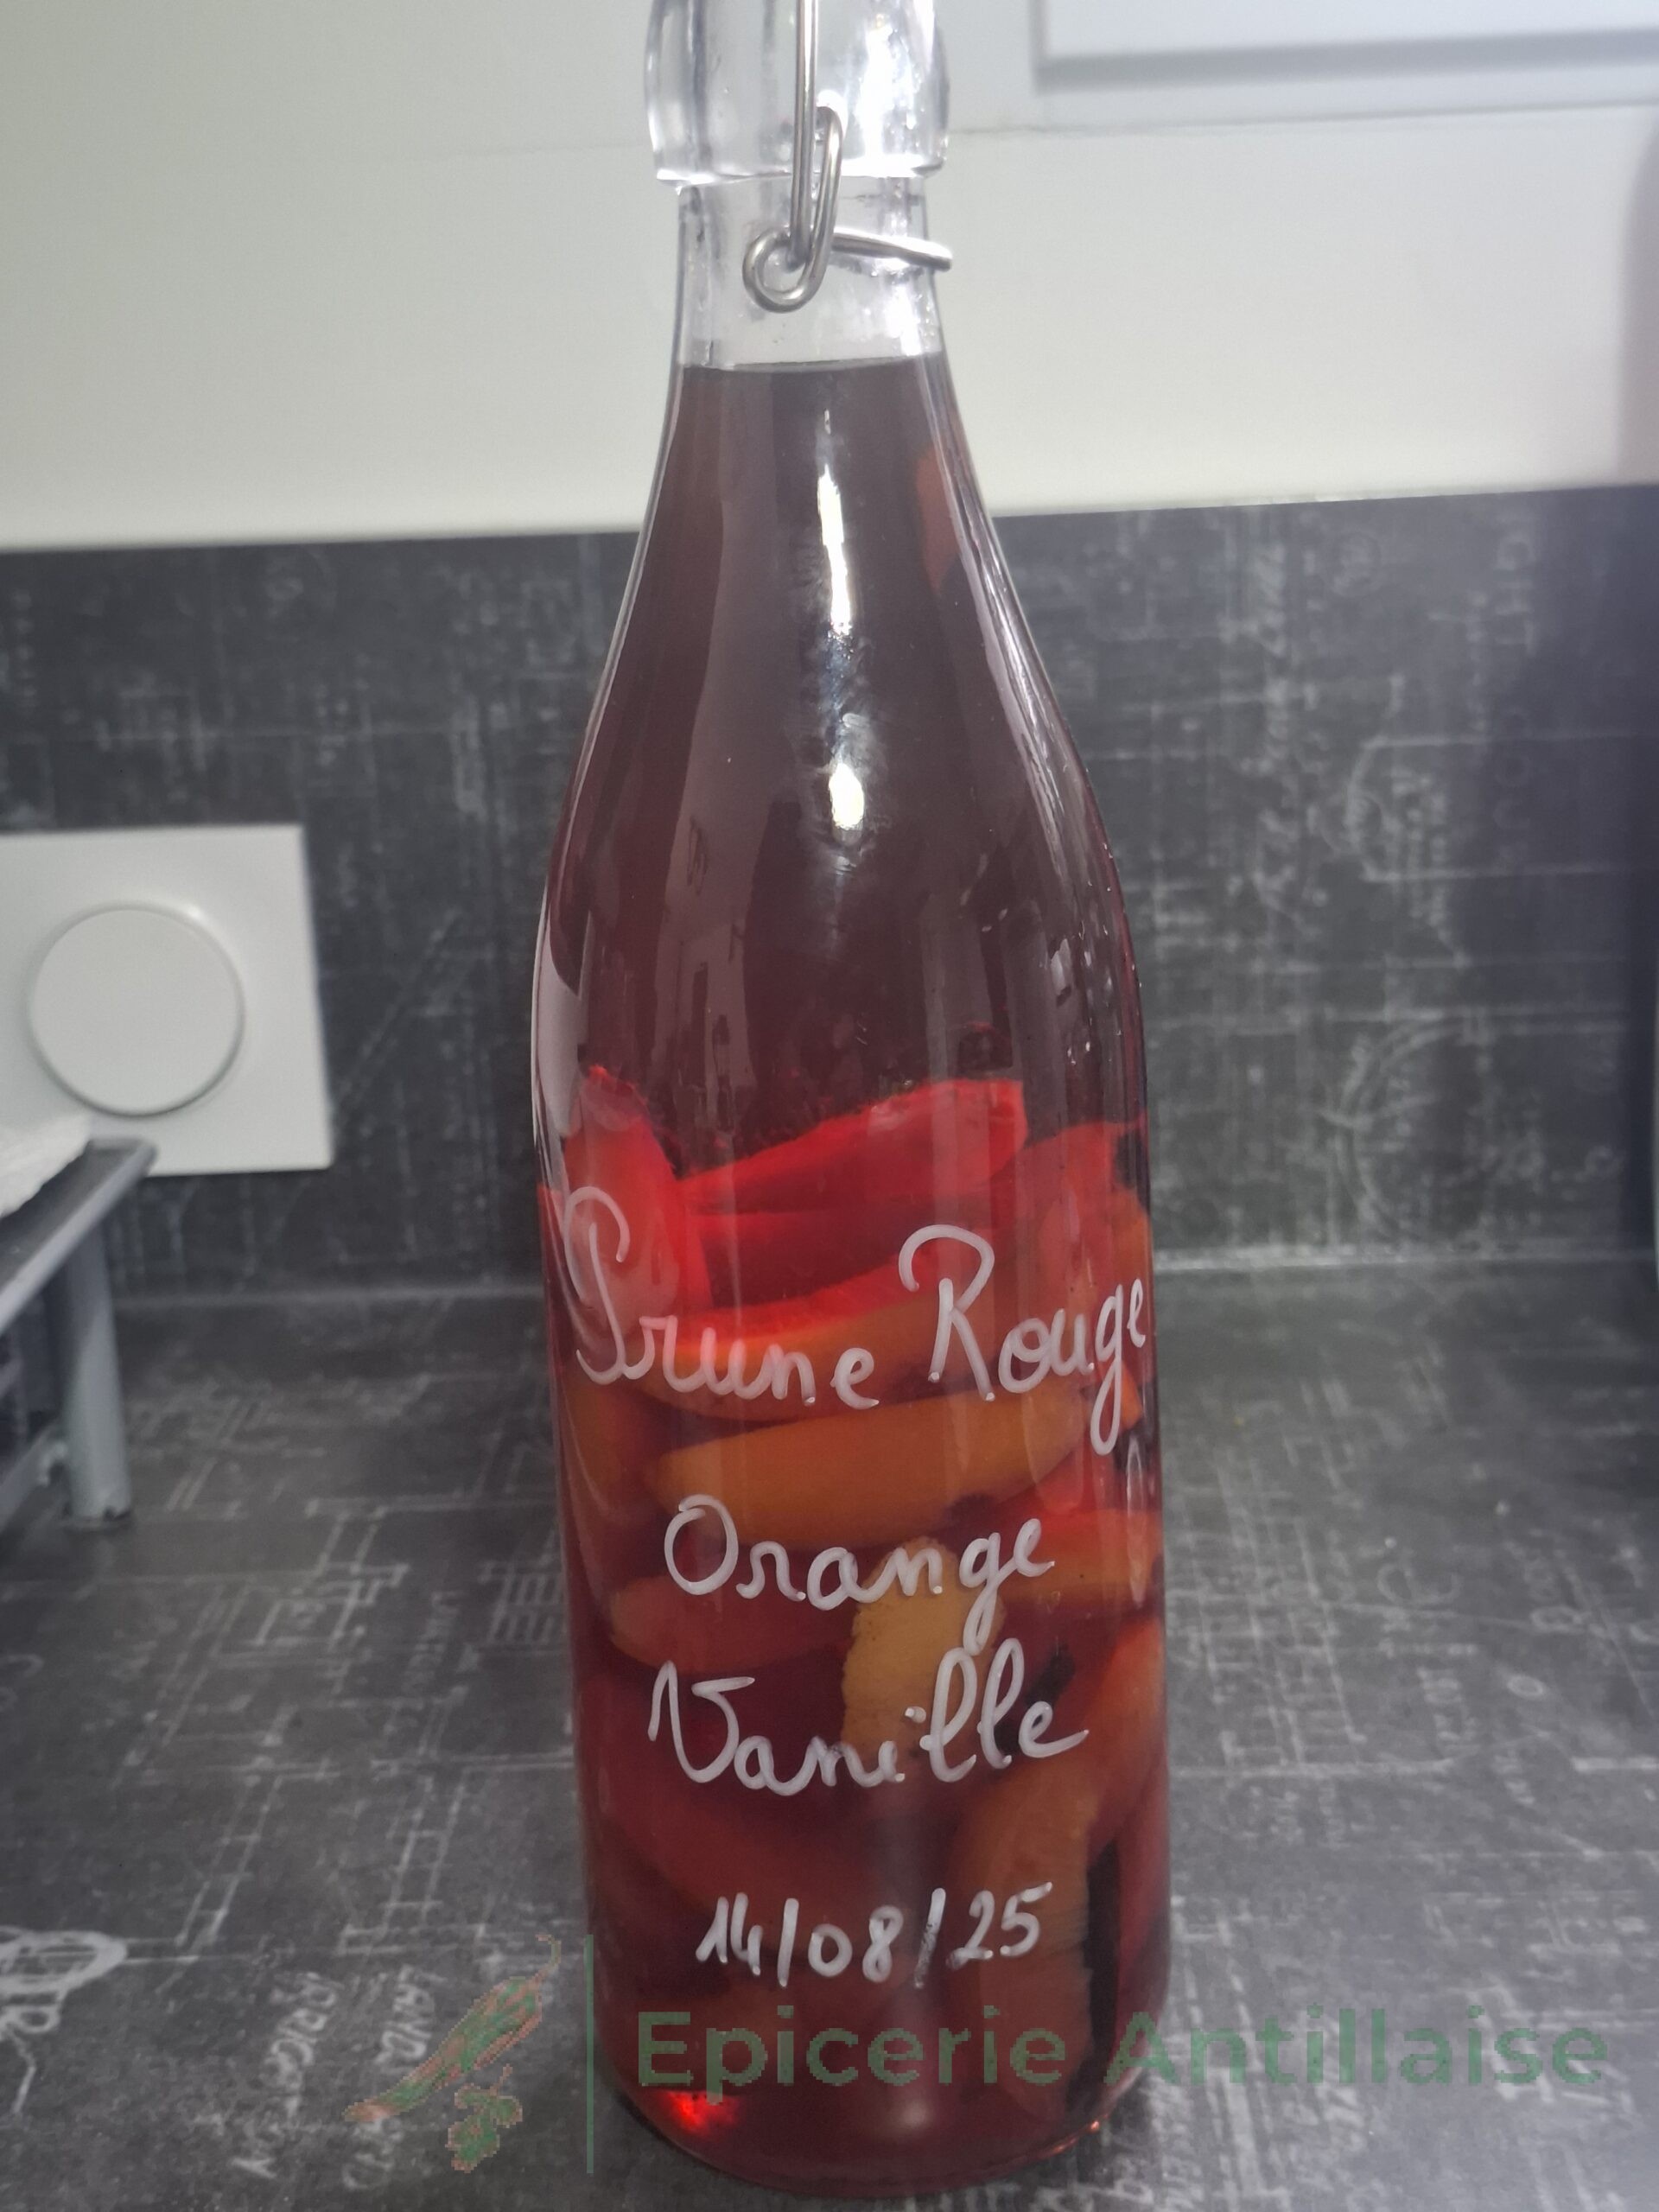 Prune Rouge
Orange
Vanille
14/08/25
Epicerie Antillaise